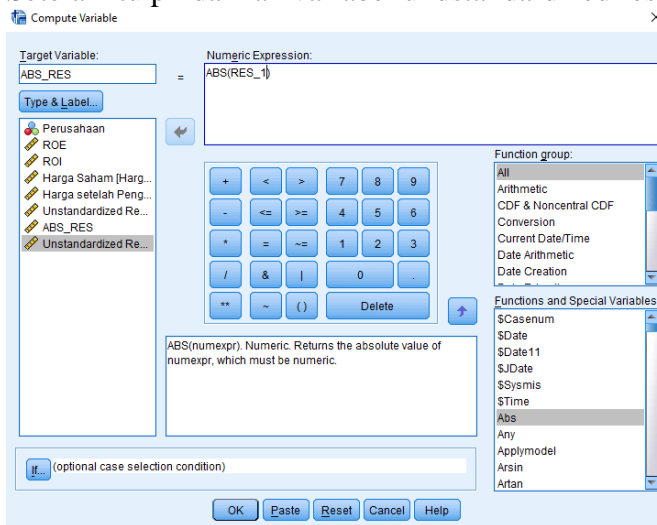 Compute Variable
Target Variable:
ABS_RES
=
Numeric Expression:
ABS(RES_1)
Type & Label...
Perusahaan
ROE
ROI
Harga Saham [Harg...
Harga setelah Peng...
Unstandardized Re...
ABS_RES
Unstandardized Re...
+ < > 7 8 9
- <= >= 4 5 6
* = ~= 1 2 3
/ & | 0 .
** ~ ( ) Delete
Function group:
All
Arithmetic
CDF & Noncentral CDF
Conversion
Current Date/Time
Date Arithmetic
Date Creation
Functions and Special Variables
$Casenum
$Date
$Date11
$JDate
$Sysmis
$Time
Abs
Any
Applymodel
Arsin
Artan
ABS(numexpr). Numeric. Returns the absolute value of
numexpr, which must be numeric.
If... (optional case selection condition)
OK Paste Reset Cancel Help